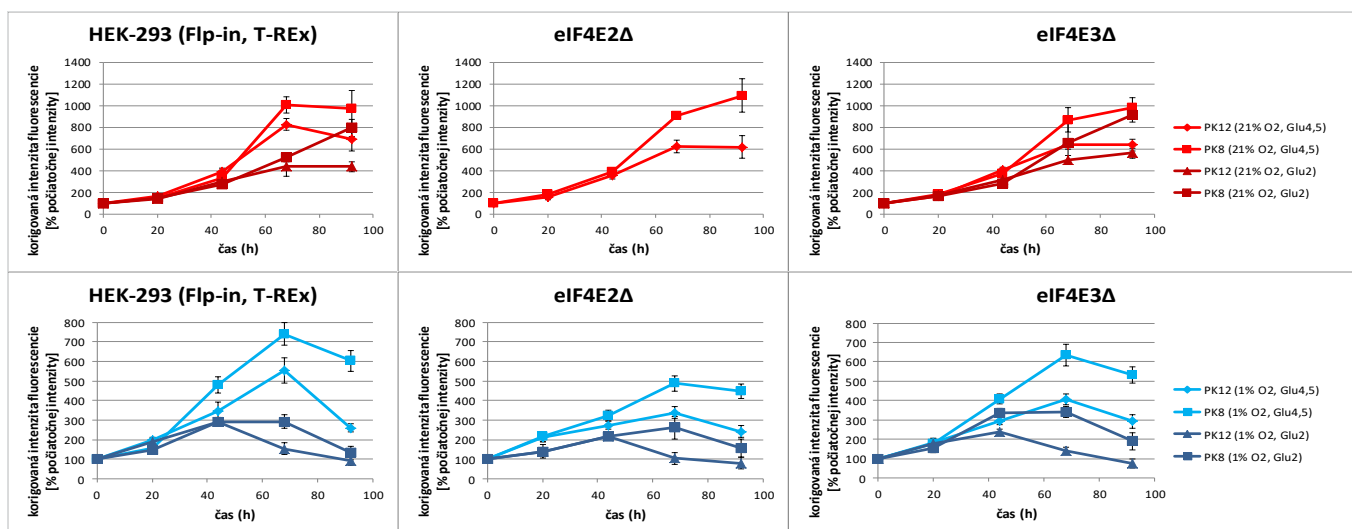 HEK-293 (Flp-in, T-REx)
korigovaná intenzita fluorescencie
[% počiatočnej intenzity]
1400
1200
1000
800
600
400
200
0
0 20 40 60 80 100
čas (h)
eIF4E2Δ
korigovaná intenzita fluorescencie
[% počiatočnej intenzity]
1400
1200
1000
800
600
400
200
0
0 20 40 60 80 100
čas (h)
eIF4E3Δ
korigovaná intenzita fluorescencie
[% počiatočnej intenzity]
1400
1200
1000
800
600
400
200
0
0 20 40 60 80 100
čas (h)
PK12 (21% O2, Glu4,5)
PK8 (21% O2, Glu4,5)
PK12 (21% O2, Glu2)
PK8 (21% O2, Glu2)
HEK-293 (Flp-in, T-REx)
korigovaná intenzita fluorescencie
[% počiatočnej intenzity]
800
700
600
500
400
300
200
100
0
0 20 40 60 80 100
čas (h)
eIF4E2Δ
korigovaná intenzita fluorescencie
[% počiatočnej intenzity]
800
700
600
500
400
300
200
100
0
0 20 40 60 80 100
čas (h)
eIF4E3Δ
korigovaná intenzita fluorescencie
[% počiatočnej intenzity]
800
700
600
500
400
300
200
100
0
0 20 40 60 80 100
čas (h)
PK12 (1% O2, Glu4,5)
PK8 (1% O2, Glu4,5)
PK12 (1% O2, Glu2)
PK8 (1% O2, Glu2)